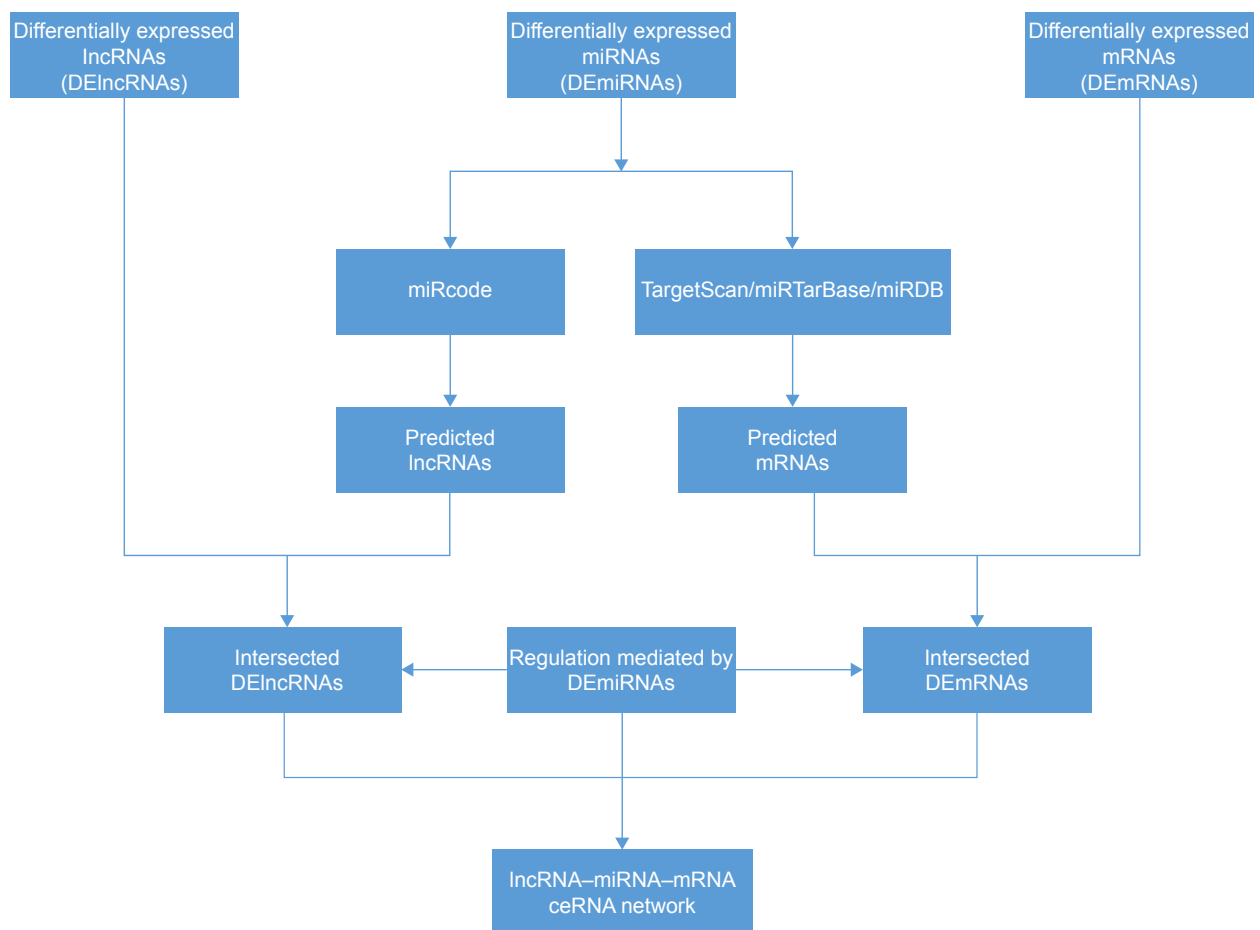 Differentially expressed
lncRNAs
(DElncRNAs)
Differentially expressed
miRNAs
(DEmiRNAs)
Differentially expressed
mRNAs
(DEmRNAs)
miRcode
TargetScan/miRTarBase/miRDB
Predicted
lncRNAs
Predicted
mRNAs
Intersected
DElncRNAs
Regulation mediated by
DEmiRNAs
Intersected
DEmRNAs
lncRNA–miRNA–mRNA
ceRNA network